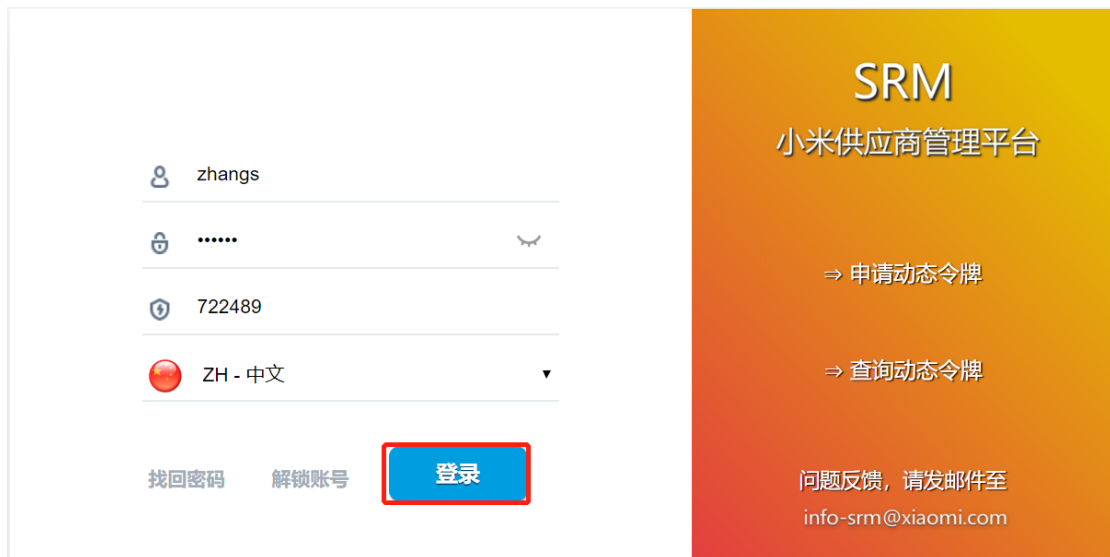 zhangs
••••••
722489
ZH - 中文
找回密码 解锁账号 登录
SRM
小米供应商管理平台
⇒ 申请动态令牌
⇒ 查询动态令牌
问题反馈，请发邮件至
info-srm@xiaomi.com